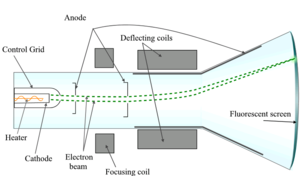 Anode
Deflecting coils
Control Grid
Fluorescent screen
Heater
Cathode
Electron
beam
Focusing coil